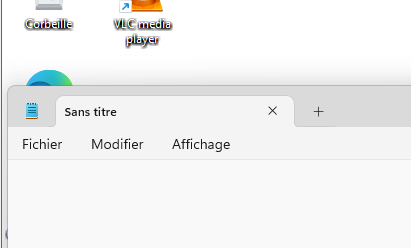 Corbeille
VLC media
player
Sans titre
Fichier
Modifier
Affichage